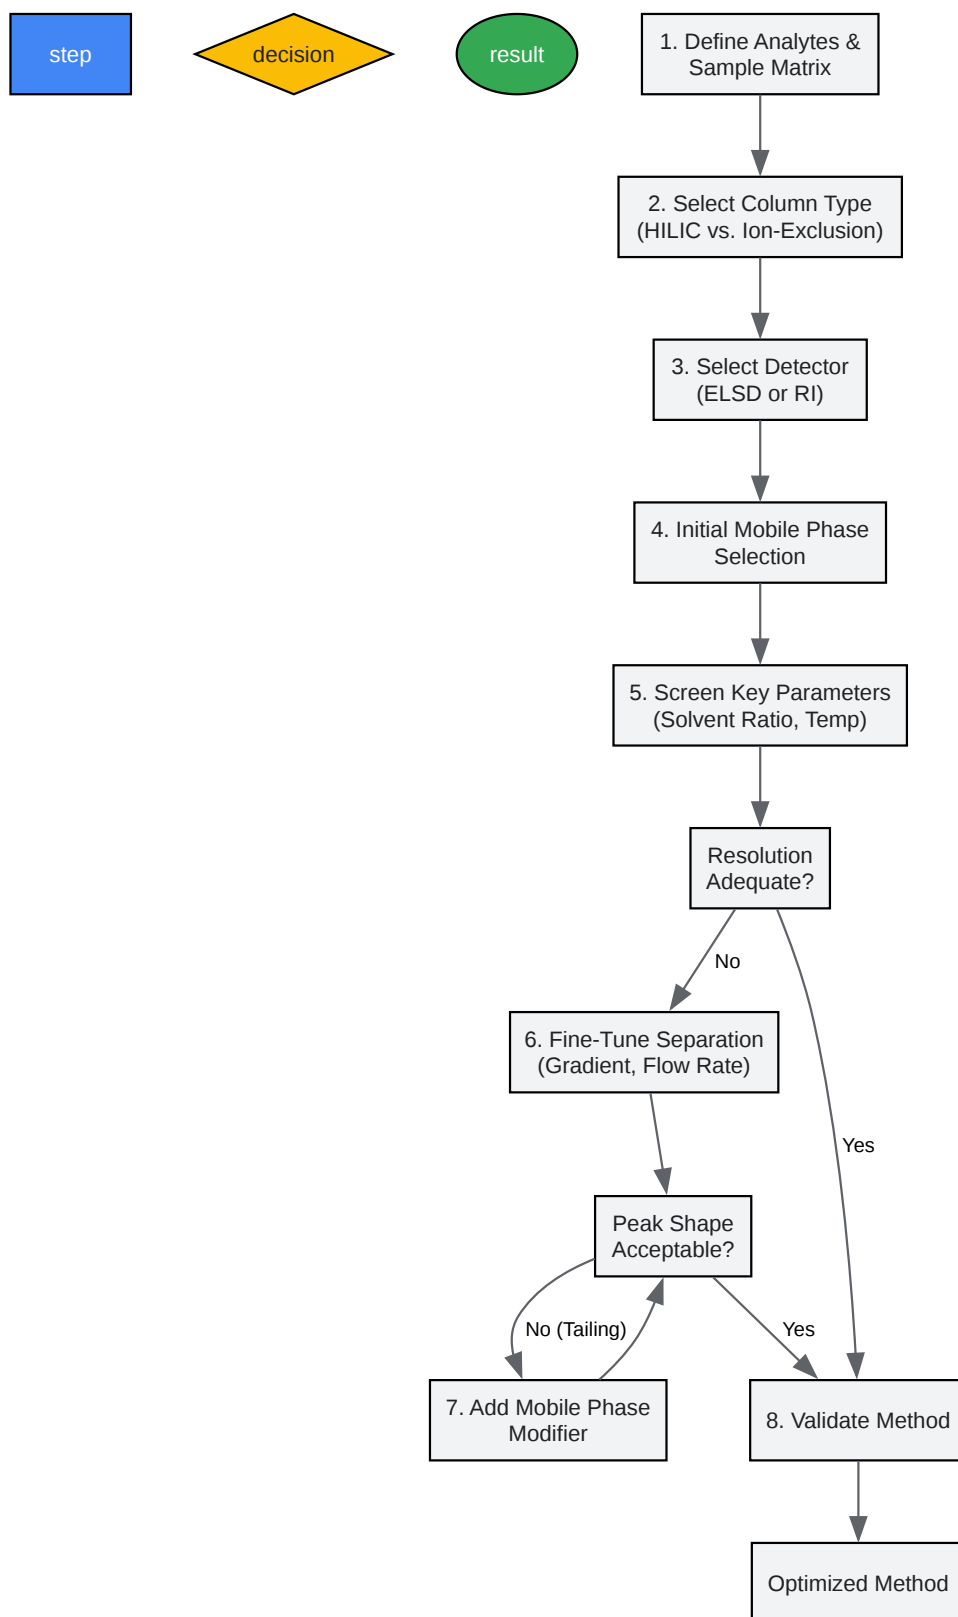 step
decision
result
1. Define Analytes &
Sample Matrix
2. Select Column Type
(HILIC vs. Ion-Exclusion)
3. Select Detector
(ELSD or RI)
4. Initial Mobile Phase
Selection
5. Screen Key Parameters
(Solvent Ratio, Temp)
Resolution
Adequate?
No
6. Fine-Tune Separation
(Gradient, Flow Rate)
Yes
Peak Shape
Acceptable?
No (Tailing)
Yes
7. Add Mobile Phase
Modifier
8. Validate Method
Optimized Method